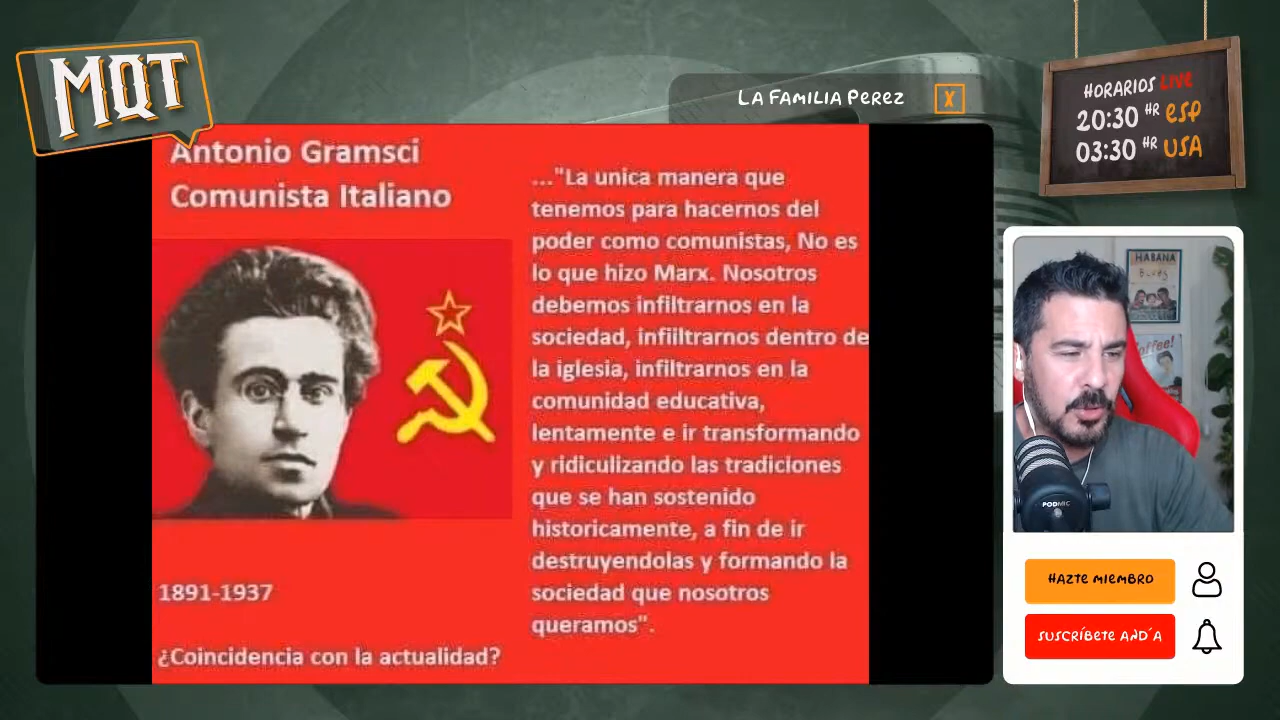 MQT
LA FAMILIA PEREZ
X
HORARIOS LIVE
20:30 HR ESP
03:30 HR USA
Antonio Gramsci
Comunista Italiano
..."La unica manera que
tenemos para hacernos del
poder como comunistas, No es
lo que hizo Marx. Nosotros
debemos infiltrarnos en la
sociedad, infiiltrarnos dentro de
la iglesia, infiltrarnos en la
comunidad educativa,
lentamente e ir transformando
y ridiculizando las tradiciones
que se han sostenido
historicamente, a fin de ir
destruyendolas y formando la
sociedad que nosotros
queramos".
1891-1937
¿Coincidencia con la actualidad?
HABANA
Coffee!
PODMIC
HAZTE MIEMBRO
SUSCRÍBETE AND´A